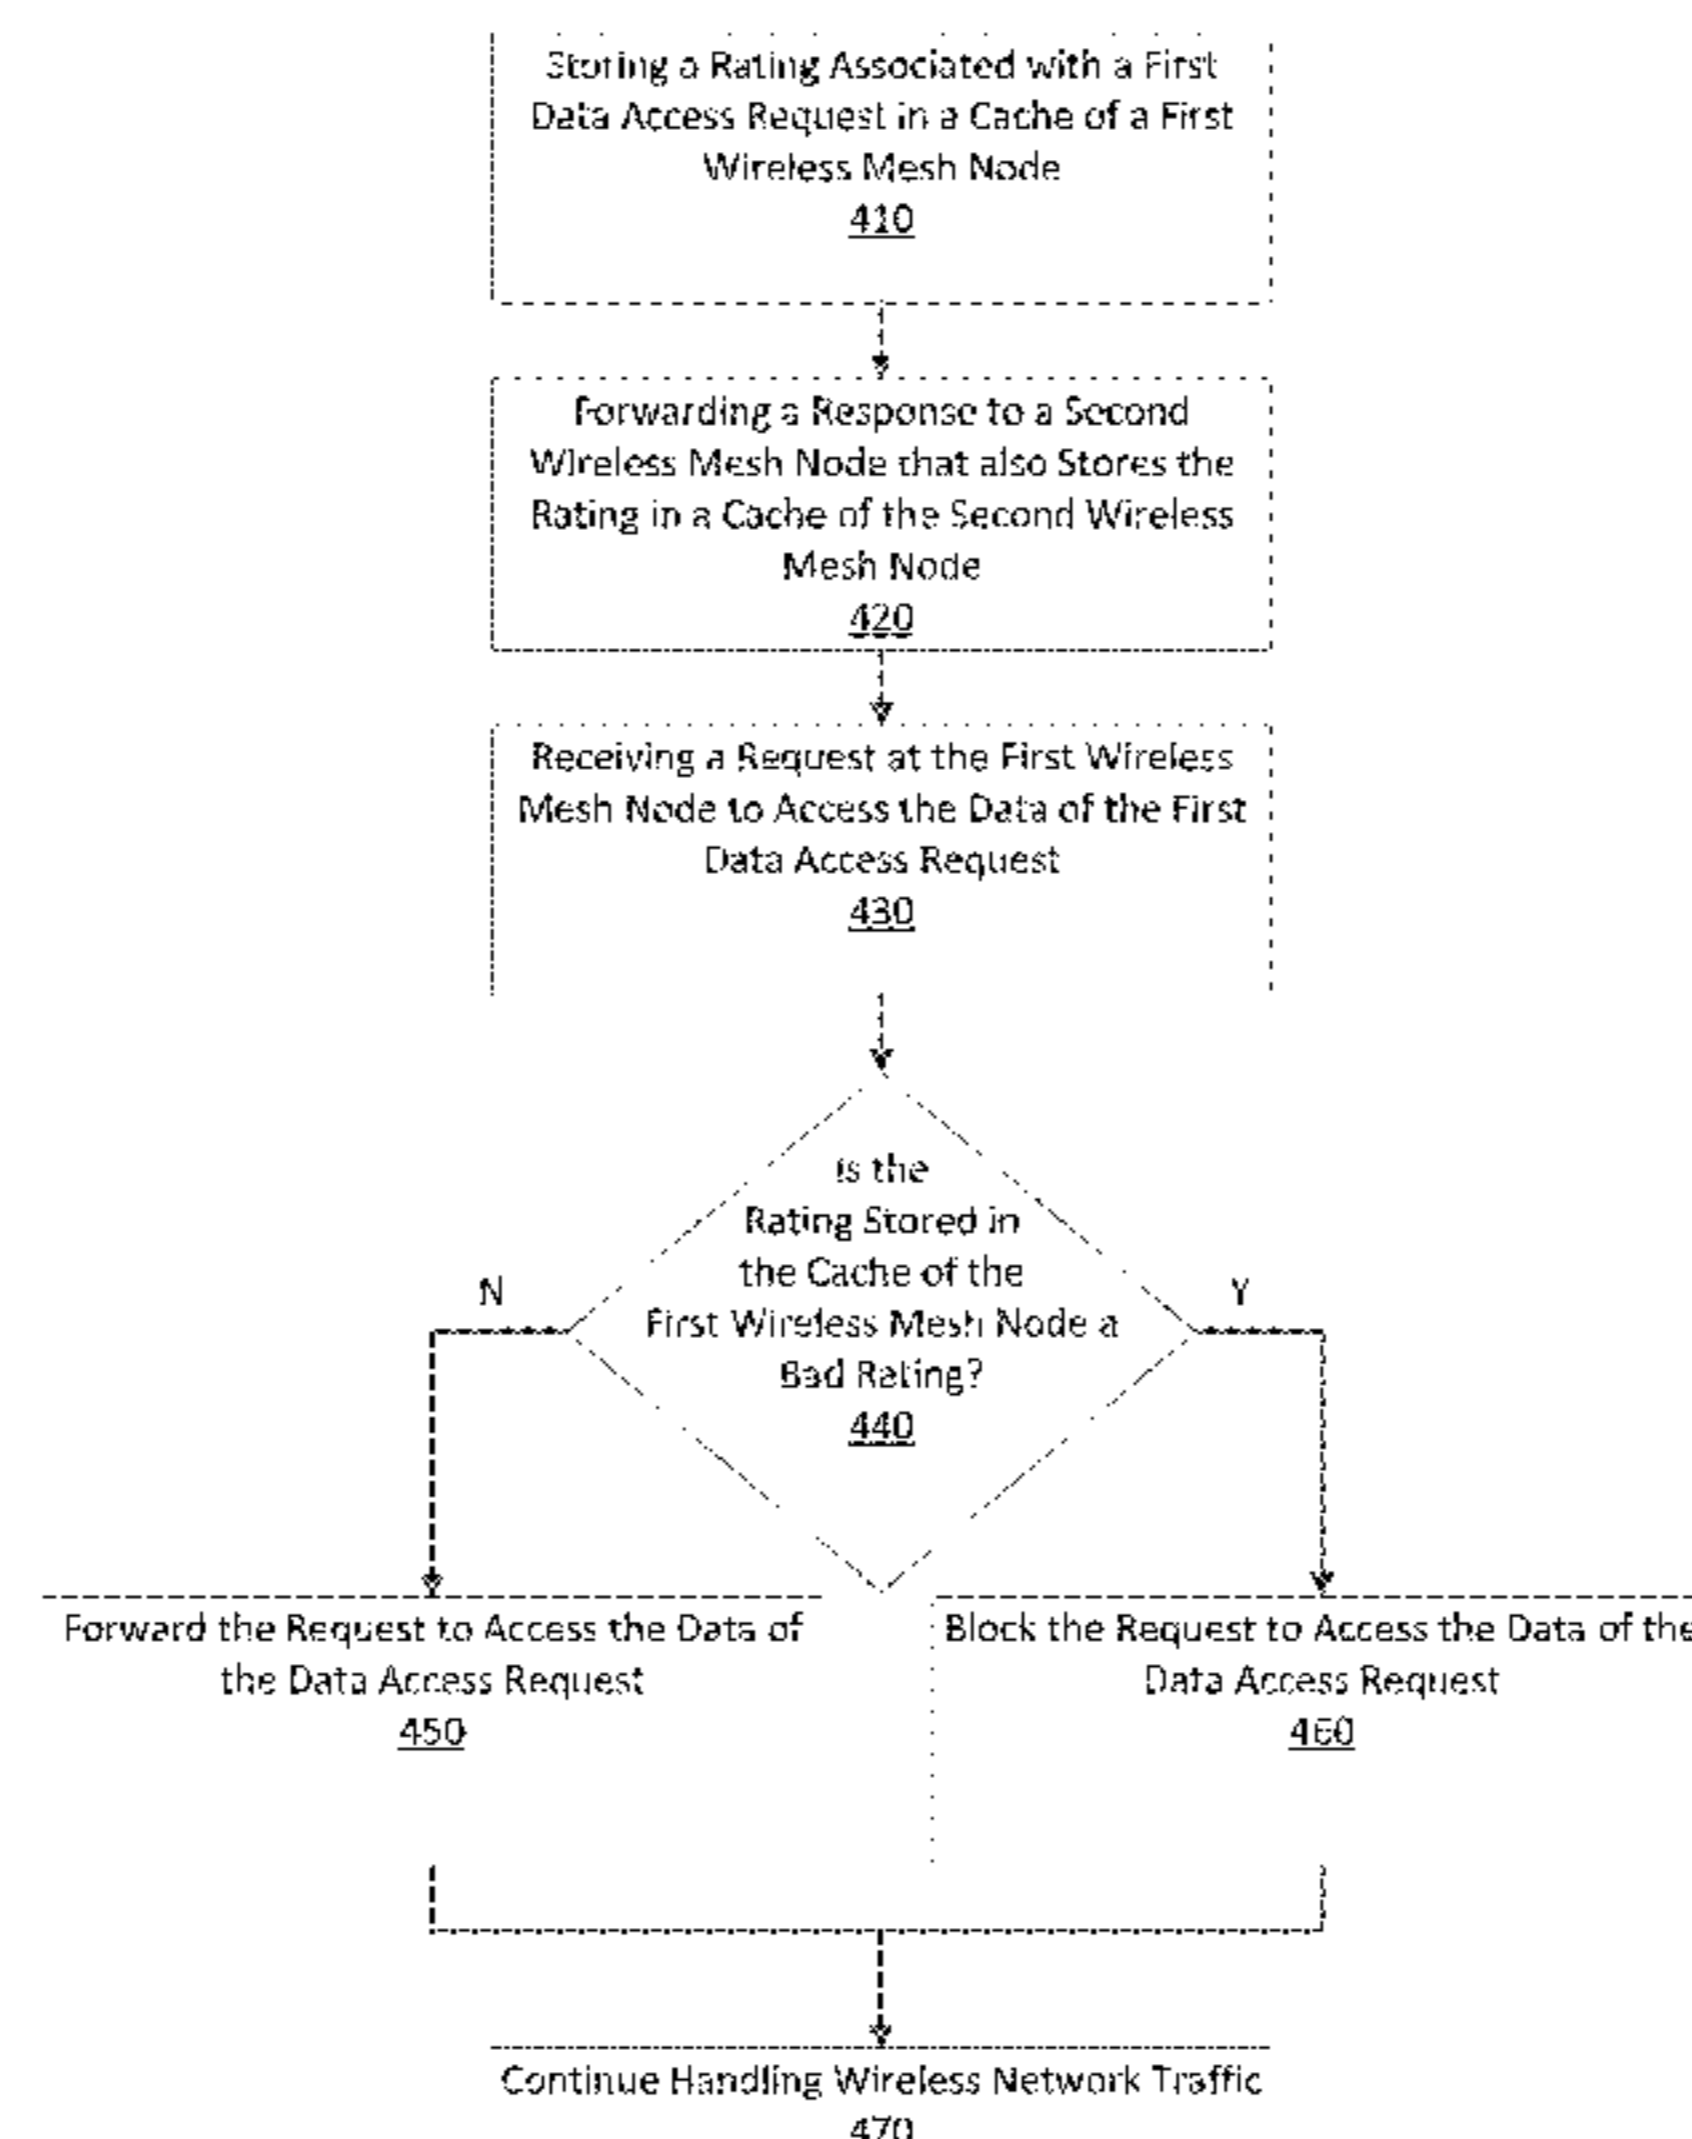 Storing a Rating Associated with a First
Data Access Request in a Cache of a First
Wireless Mesh Node
410
Forwarding a Response to a Second
Wireless Mesh Node that also Stores the
Rating in a Cache of the Second Wireless
Mesh Node
420
Receiving a Request at the First Wireless
Mesh Node to Access the Data of the First
Data Access Request
430
Is the
Rating Stored in
the Cache of the
First Wireless Mesh Node a
Bad Rating?
440
N
Y
Forward the Request to Access the Data of
the Data Access Request
450
Block the Request to Access the Data of the
Data Access Request
460
Continue Handling Wireless Network Traffic
470